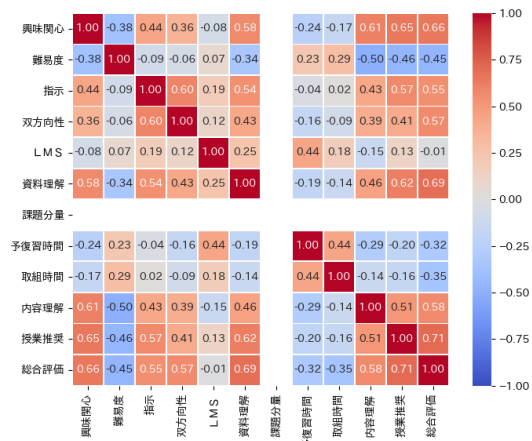 興味関心 1.00 -0.38 0.44 0.36 -0.08 0.58 -0.24 -0.17 0.61 0.65 0.66
難易度 -0.38 1.00 -0.09 -0.06 0.07 -0.34 0.23 0.29 -0.50 -0.46 -0.45
指示 0.44 -0.09 1.00 0.60 0.19 0.54 -0.04 0.02 0.43 0.57 0.55
双方向性 0.36 -0.06 0.60 1.00 0.12 0.43 -0.16 -0.09 0.39 0.41 0.57
LMS -0.08 0.07 0.19 0.12 1.00 0.25 0.44 0.18 -0.15 0.13 -0.01
資料理解 0.58 -0.34 0.54 0.43 0.25 1.00 -0.19 -0.14 0.46 0.62 0.69
課題分量
予復習時間 -0.24 0.23 -0.04 -0.16 0.44 -0.19 1.00 0.44 -0.29 -0.20 -0.32
取組時間 -0.17 0.29 0.02 -0.09 0.18 -0.14 0.44 1.00 -0.14 -0.16 -0.35
内容理解 0.61 -0.50 0.43 0.39 -0.15 0.46 -0.29 -0.14 1.00 0.51 0.58
授業推奨 0.65 -0.46 0.57 0.41 0.13 0.62 -0.20 -0.16 0.51 1.00 0.71
総合評価 0.66 -0.45 0.55 0.57 -0.01 0.69 -0.32 -0.35 0.58 0.71 1.00
興味関心
難易度
指示
双方向性
LMS
資料理解
課題分量
予復習時間
取組時間
内容理解
授業推奨
総合評価
1.00
0.75
0.50
0.25
0.00
−0.25
−0.50
−0.75
−1.00